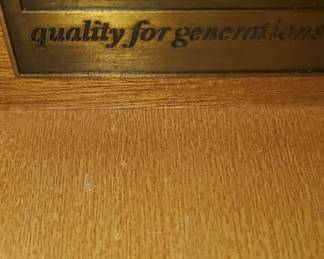 quality for generations